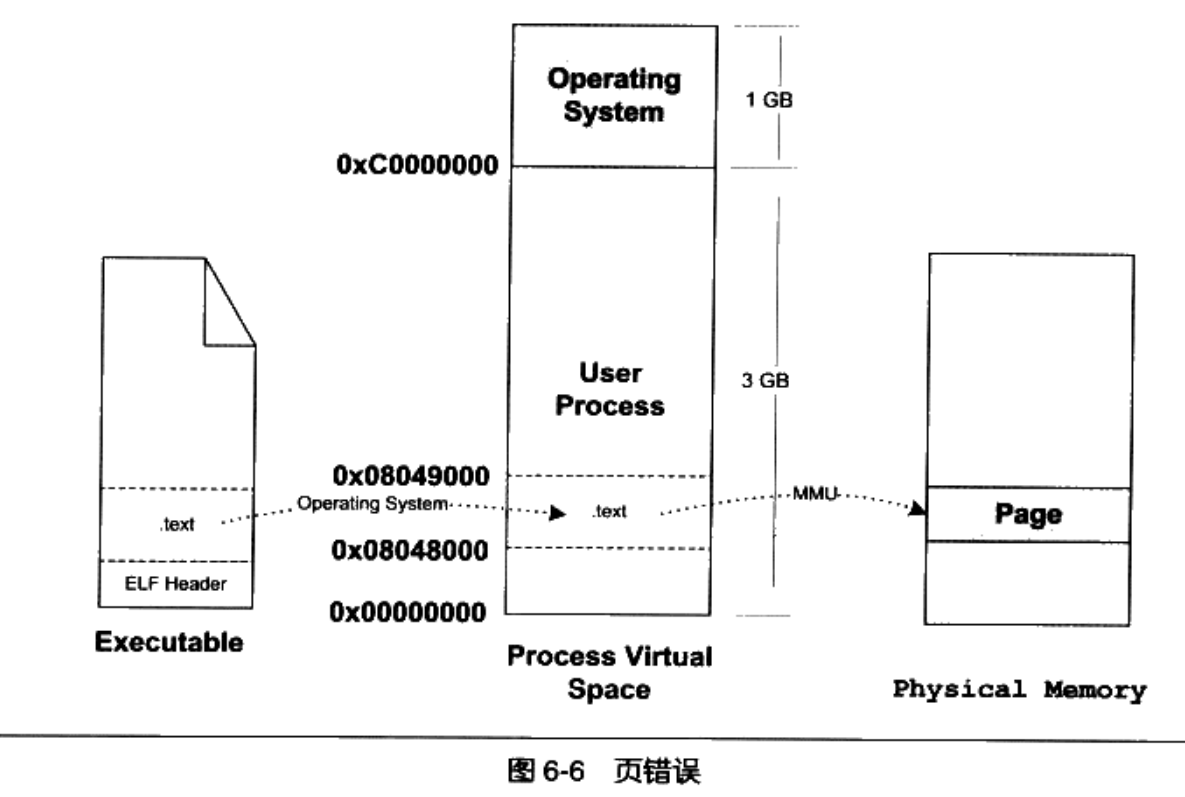 Operating
System
1 GB
0xC0000000
User
Process
3 GB
0x08049000
Operating System
.text
.text
MMU
Page
0x08048000
ELF Header
0x00000000
Executable
Process Virtual
Space
Physical Memory
图 6-6 页错误